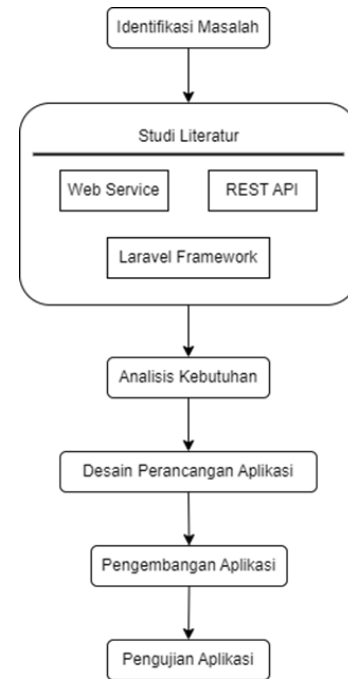 Identifikasi Masalah
Studi Literatur
Web Service
REST API
Laravel Framework
Analisis Kebutuhan
Desain Perancangan Aplikasi
Pengembangan Aplikasi
Pengujian Aplikasi